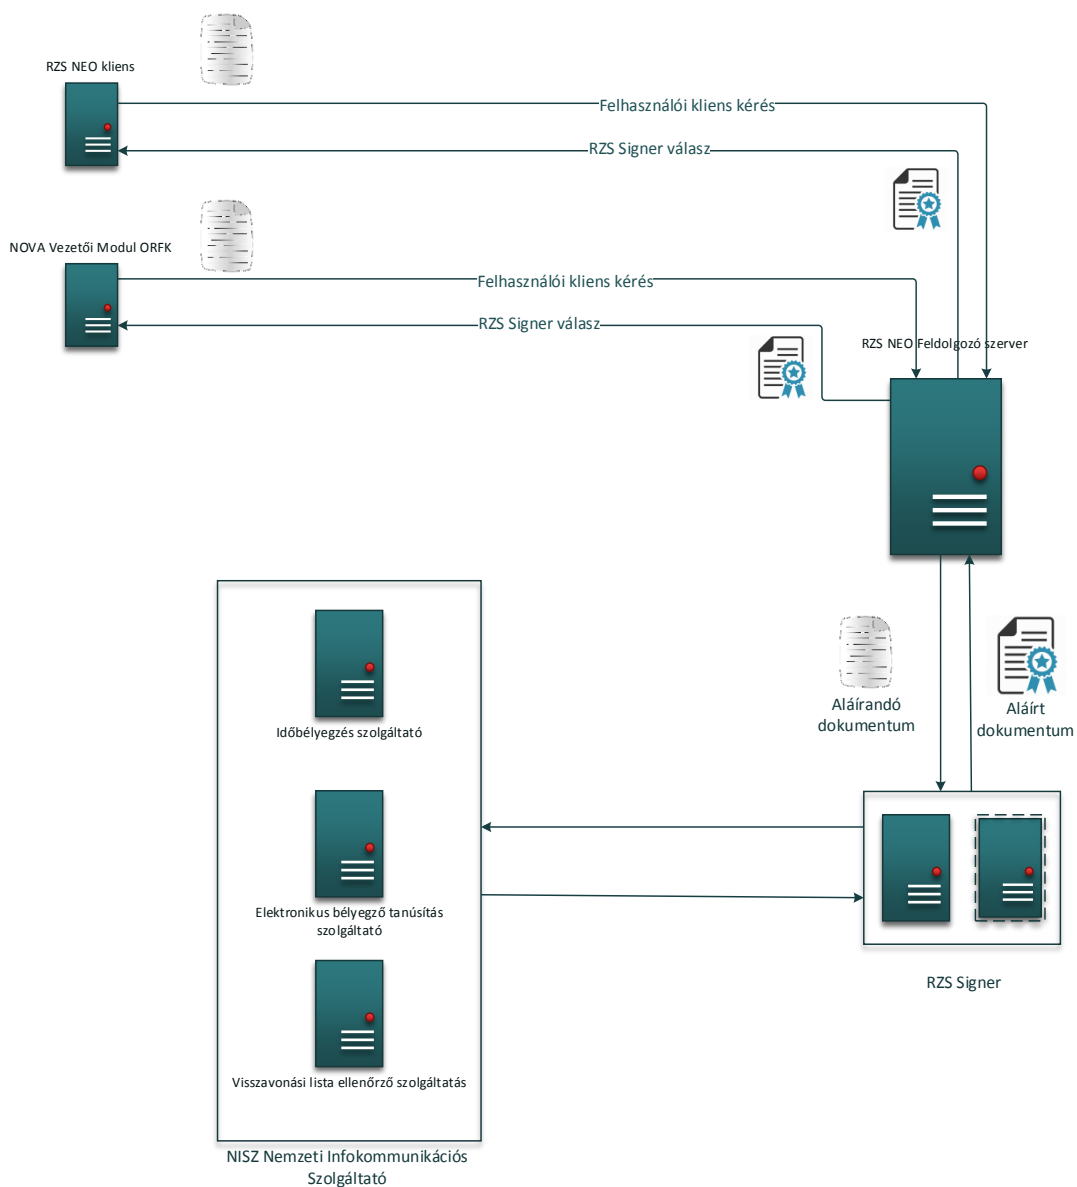 RZS NEO kliens
Felhasználói kliens kérés
RZS Signer válasz
NOVA Vezetői Modul ORFK
Felhasználói kliens kérés
RZS Signer válasz
RZS NEO Feldolgozó szerver
Aláírandó
dokumentum
Aláírt
dokumentum
Időbélyegzés szolgáltató
Elektronikus bélyegző tanúsítás
szolgáltató
RZS Signer
Visszavonási lista ellenőrző szolgáltatás
NISZ Nemzeti Infokommunikációs
Szolgáltató